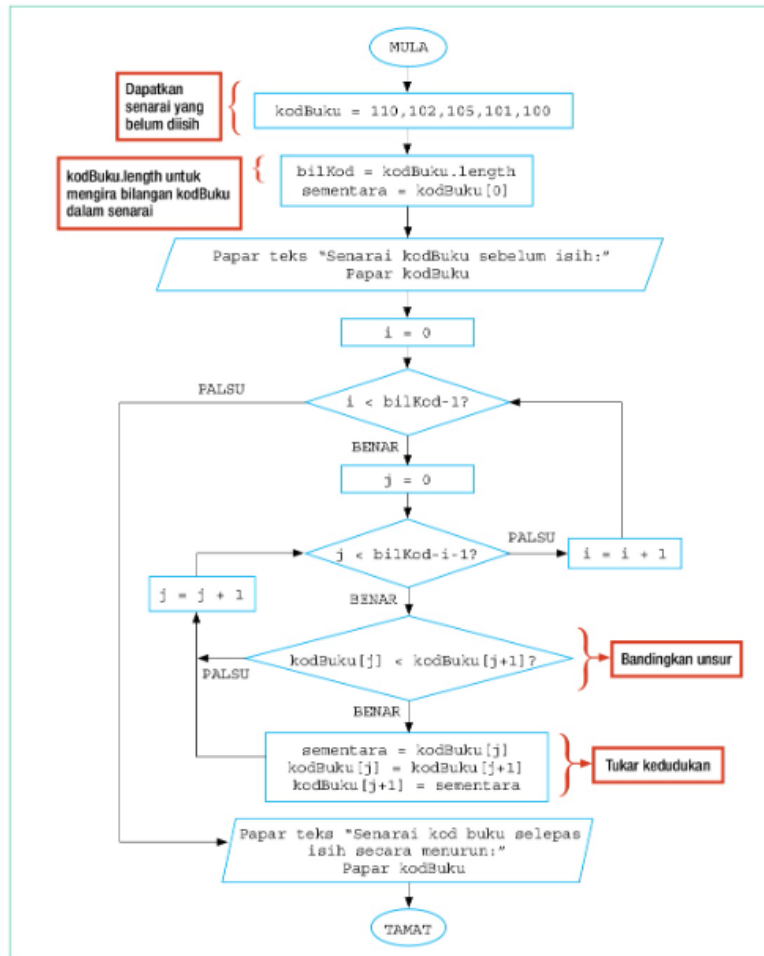 MULA
Dapatkan
senarai yang
belum diisih
kodBuku = 110,102,105,101,100
kodBuku.length untuk
mengira bilangan kodBuku
dalam senarai
bilKod = kodBuku.length
sementara = kodBuku[0]
Papar teks “Senarai kodBuku sebelum isih:”
Papar kodBuku
i = 0
PALSU
i < bilKod-1?
BENAR
j = 0
j < bilKod-i-1?
PALSU
i = i + 1
j = j + 1
BENAR
kodBuku[j] < kodBuku[j+1]?
Bandingkan unsur
PALSU
BENAR
sementara = kodBuku[j]
kodBuku[j] = kodBuku[j+1]
kodBuku[j+1] = sementara
Tukar kedudukan
Papar teks “Senarai kod buku selepas
isih secara menurun:”
Papar kodBuku
TAMAT